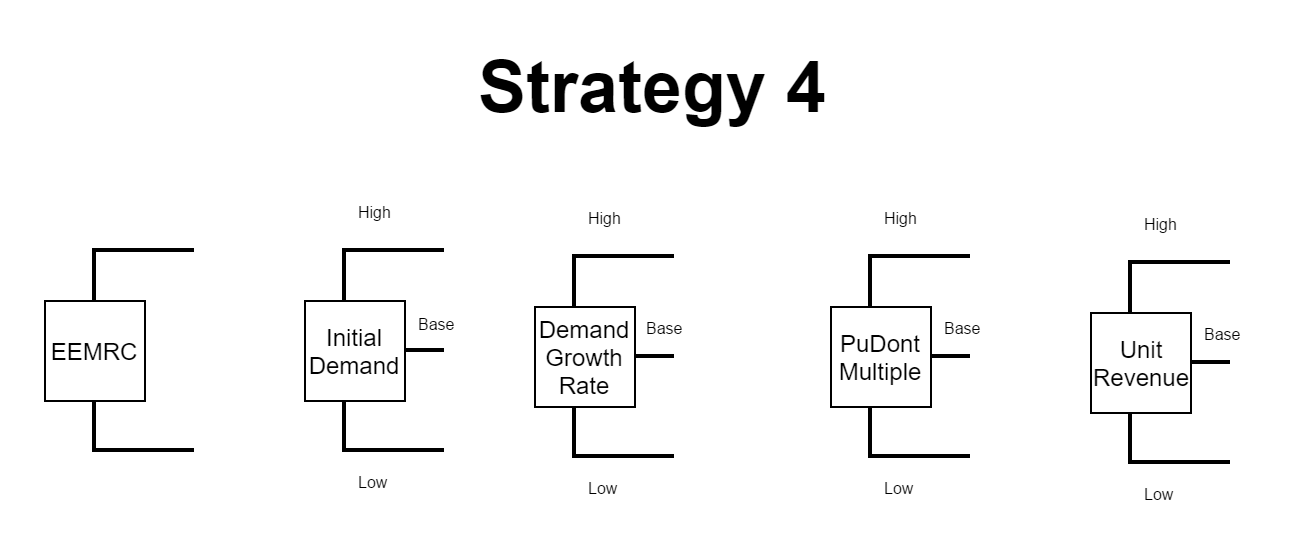 Strategy 4
High
High
High
High
EEMRC
Initial
Demand
Base
Demand
Growth
Rate
Base
PuDont
Multiple
Base
Unit
Revenue
Base
Low
Low
Low
Low